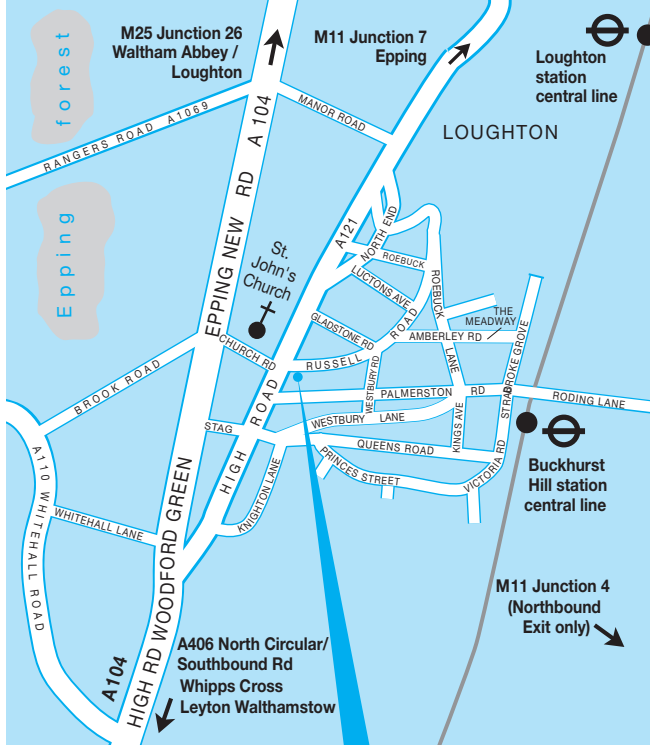 M25 Junction 26
Waltham Abbey /
Loughton
M11 Junction 7
Epping
Loughton
station
central line
forest
Epping
RANGERS ROAD A1069
MANOR ROAD
LOUGHTON
EPPING NEW RD A 104
A121
NORTH END
ROEBUCK
LUCTONS AVE
ROEBUCK LANE
St.
John's
Church
GLADSTONE RD
THE
MEADWAY
AMBERLEY RD
CHURCH RD
RUSSELL ROAD
WESTBURY RD
STRADBROKE GROVE
BROOK ROAD
PALMERSTON RD
RODING LANE
HIGH ROAD
STAG
WESTBURY LANE
KINGS AVE
QUEENS ROAD
PRINCES STREET
VICTORIA RD
KNIGHTON LANE
Buckhurst
Hill station
central line
A110 WHITEHALL ROAD
WHITEHALL LANE
HIGH RD WOODFORD GREEN
M11 Junction 4
(Northbound
Exit only)
A104
A406 North Circular/
Southbound Rd
Whipps Cross
Leyton Walthamstow